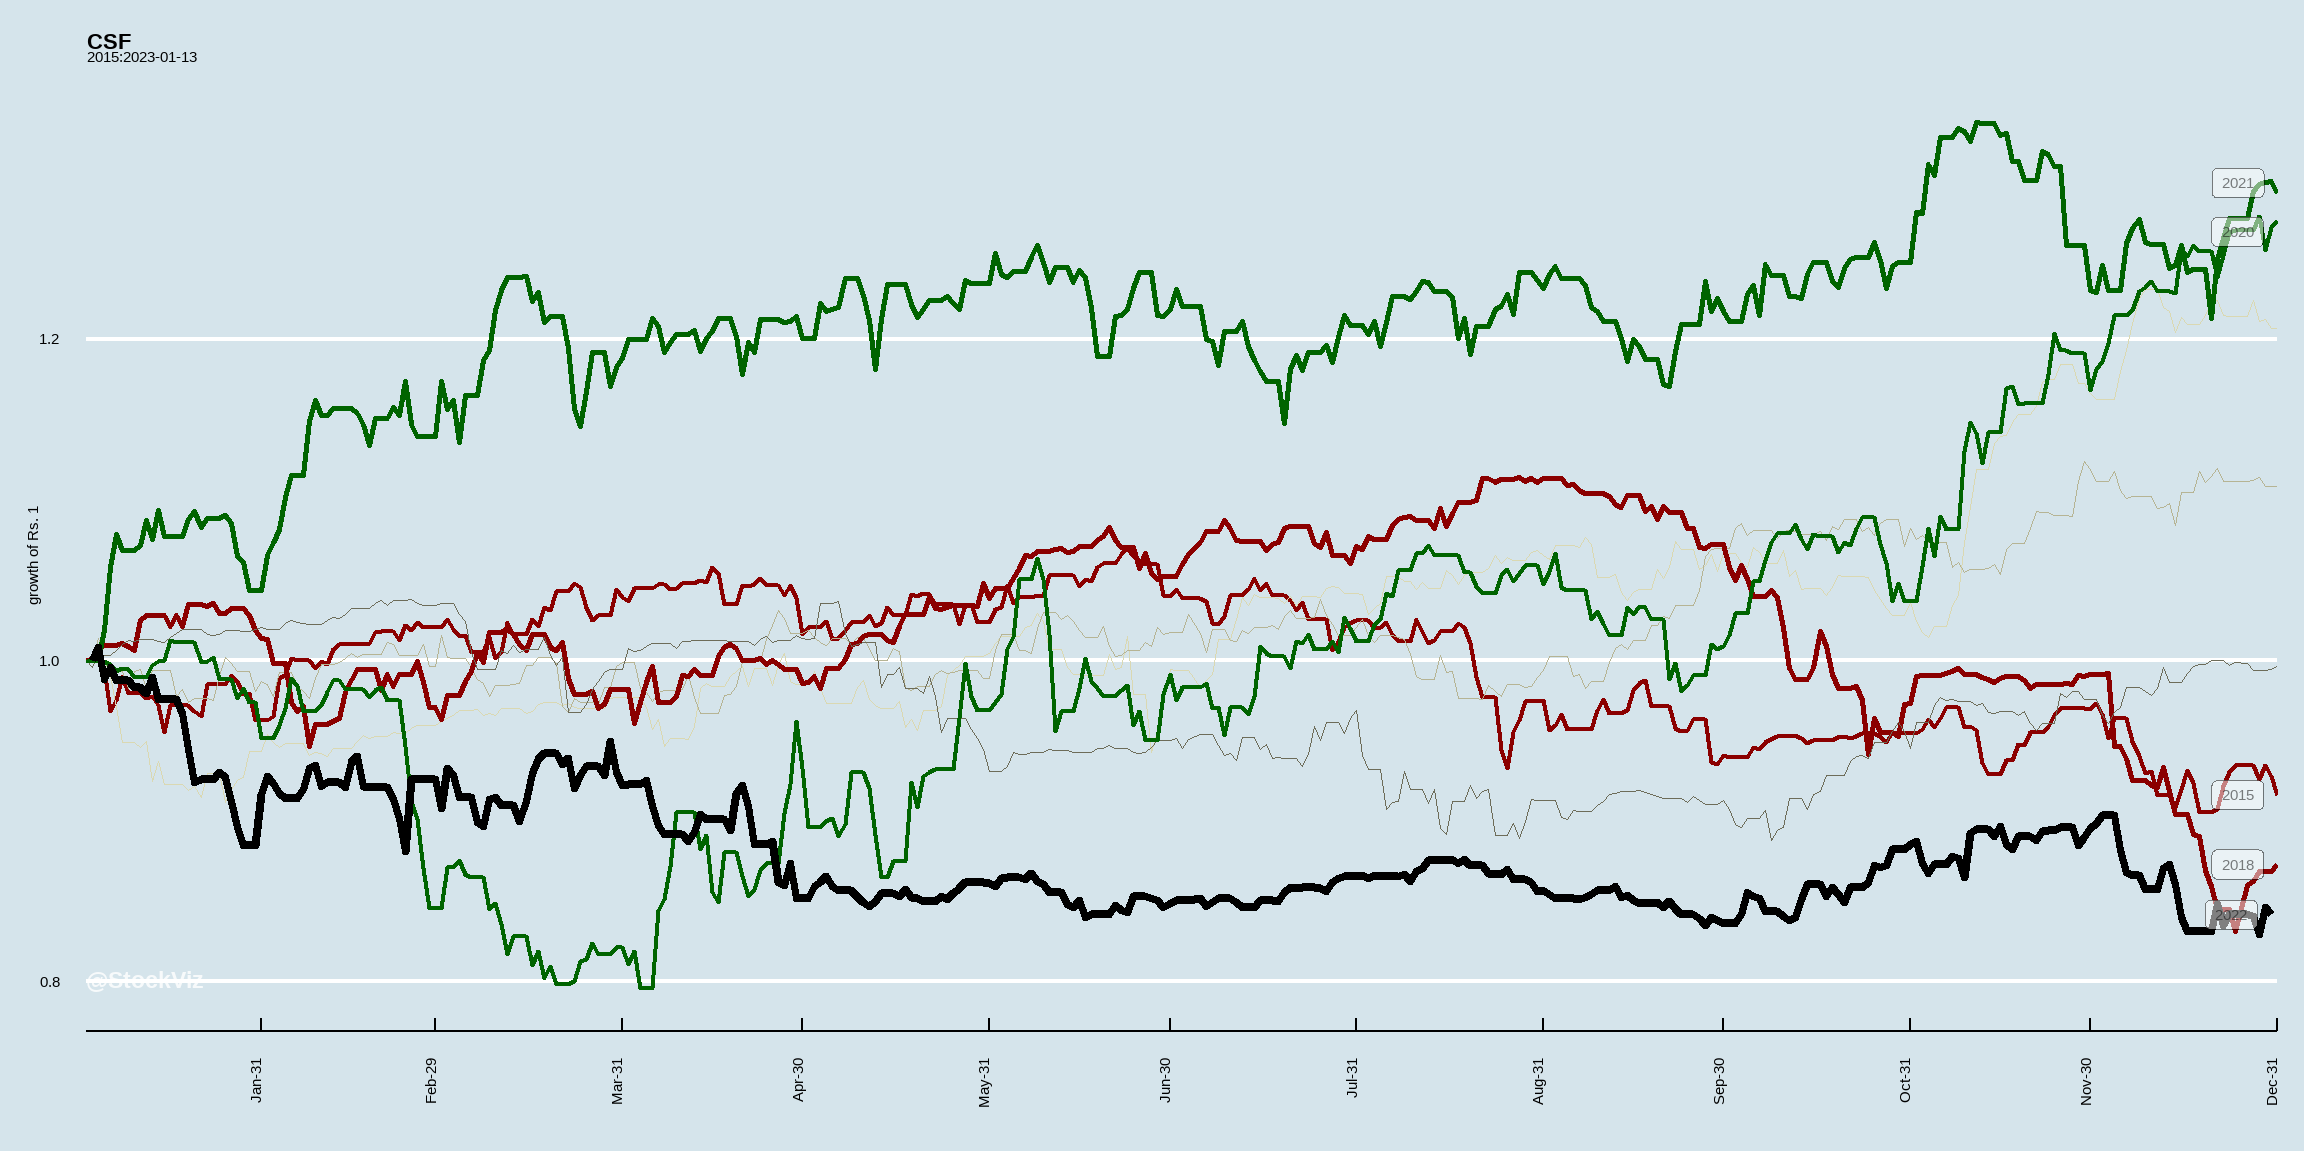 CSF
2015:2023-01-13
2021
2020
1.2
growth of Rs. 1
1.0
2015
2018
2022
0.8
@StockViz
Jan-31
Feb-29
Mar-31
Apr-30
May-31
Jun-30
Jul-31
Aug-31
Sep-30
Oct-31
Nov-30
Dec-31